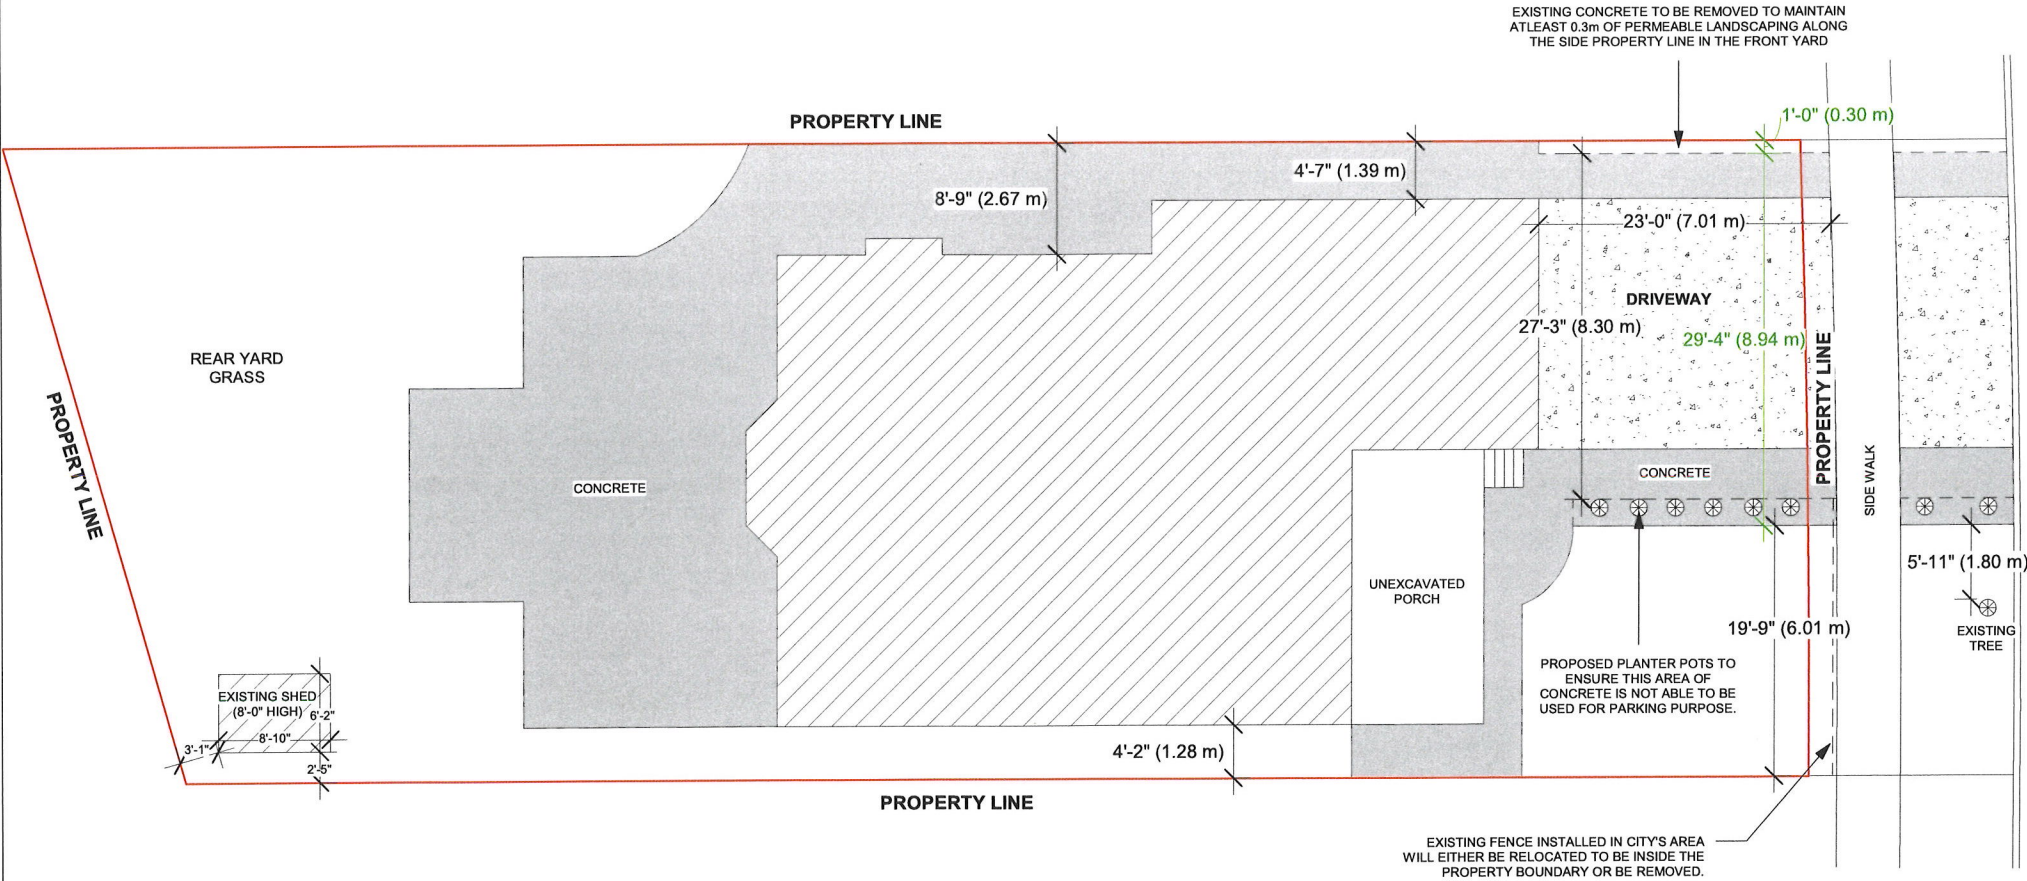 EXISTING CONCRETE TO BE REMOVED TO MAINTAIN
ATLEAST 0.3m OF PERMEABLE LANDSCAPING ALONG
THE SIDE PROPERTY LINE IN THE FRONT YARD
1'-0" (0.30 m)
PROPERTY LINE
4'-7" (1.39 m)
8'-9" (2.67 m)
23'-0" (7.01 m)
DRIVEWAY
27'-3" (8.30 m)
29'-4" (8.94 m)
PROPERTY LINE
REAR YARD
GRASS
PROPERTY LINE
CONCRETE
CONCRETE
SIDE WALK
5'-11" (1.80 m)
UNEXCAVATED
PORCH
19'-9" (6.01 m)
EXISTING
TREE
PROPOSED PLANTER POTS TO
ENSURE THIS AREA OF
CONCRETE IS NOT ABLE TO BE
USED FOR PARKING PURPOSE.
EXISTING SHED
(8'-0" HIGH)
6'-2"
8'-10"
3'-1"
2'-5"
4'-2" (1.28 m)
PROPERTY LINE
EXISTING FENCE INSTALLED IN CITY'S AREA
WILL EITHER BE RELOCATED TO BE INSIDE THE
PROPERTY BOUNDARY OR BE REMOVED.